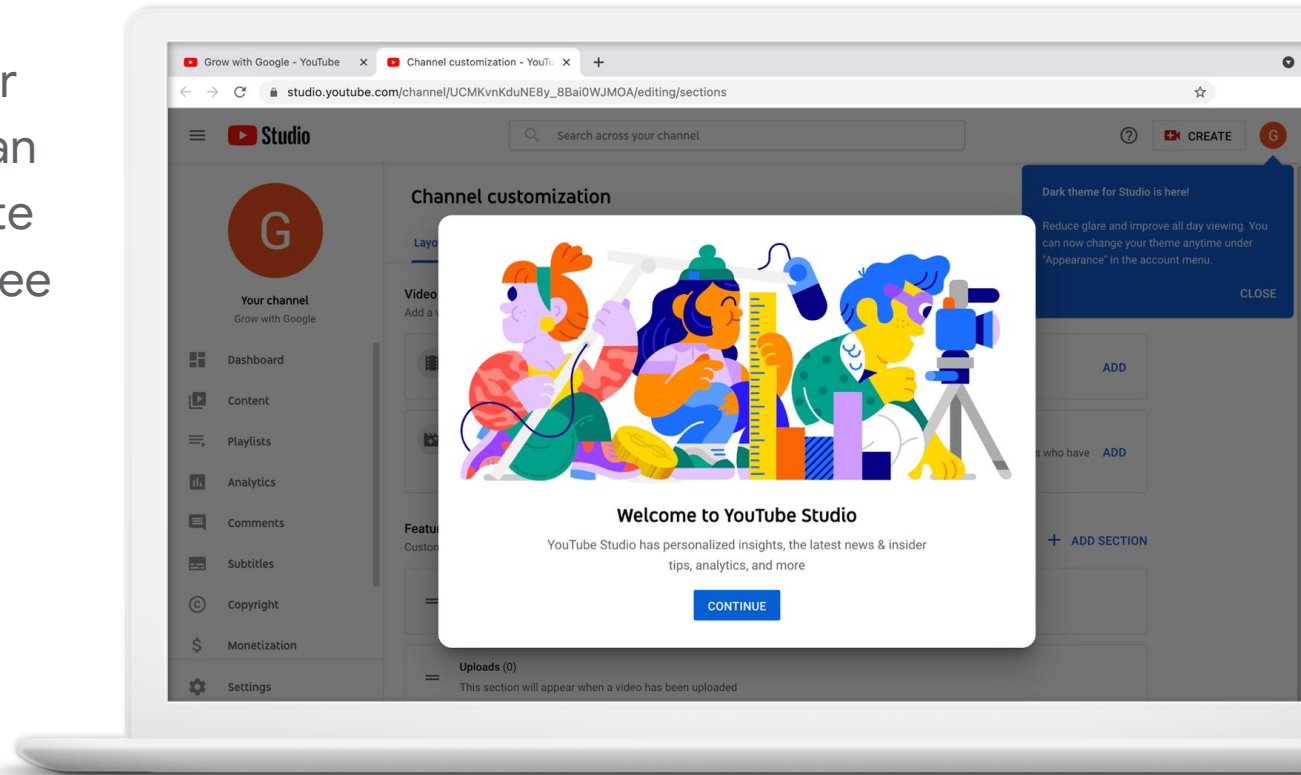 Grow with Google - YouTube
Channel customization - YouTu
studio.youtube.com/channel/UCMKvnKduNE8y_8Bai0WJMOA/editing/sections
Studio
Search across your channel
CREATE
G
G
Your channel
Grow with Google
Dashboard
Content
Playlists
Analytics
Comments
Subtitles
Copyright
Monetization
Settings
Channel customization
Layo
Video
Add a v
ADD
s who have ADD
Featu
Custon
ADD SECTION
Uploads (0)
This section will appear when a video has been uploaded
Dark theme for Studio is here!
Reduce glare and improve all day viewing. You
can now change your theme anytime under
"Appearance" in the account menu.
CLOSE
Welcome to YouTube Studio
YouTube Studio has personalized insights, the latest news & insider
tips, analytics, and more
CONTINUE